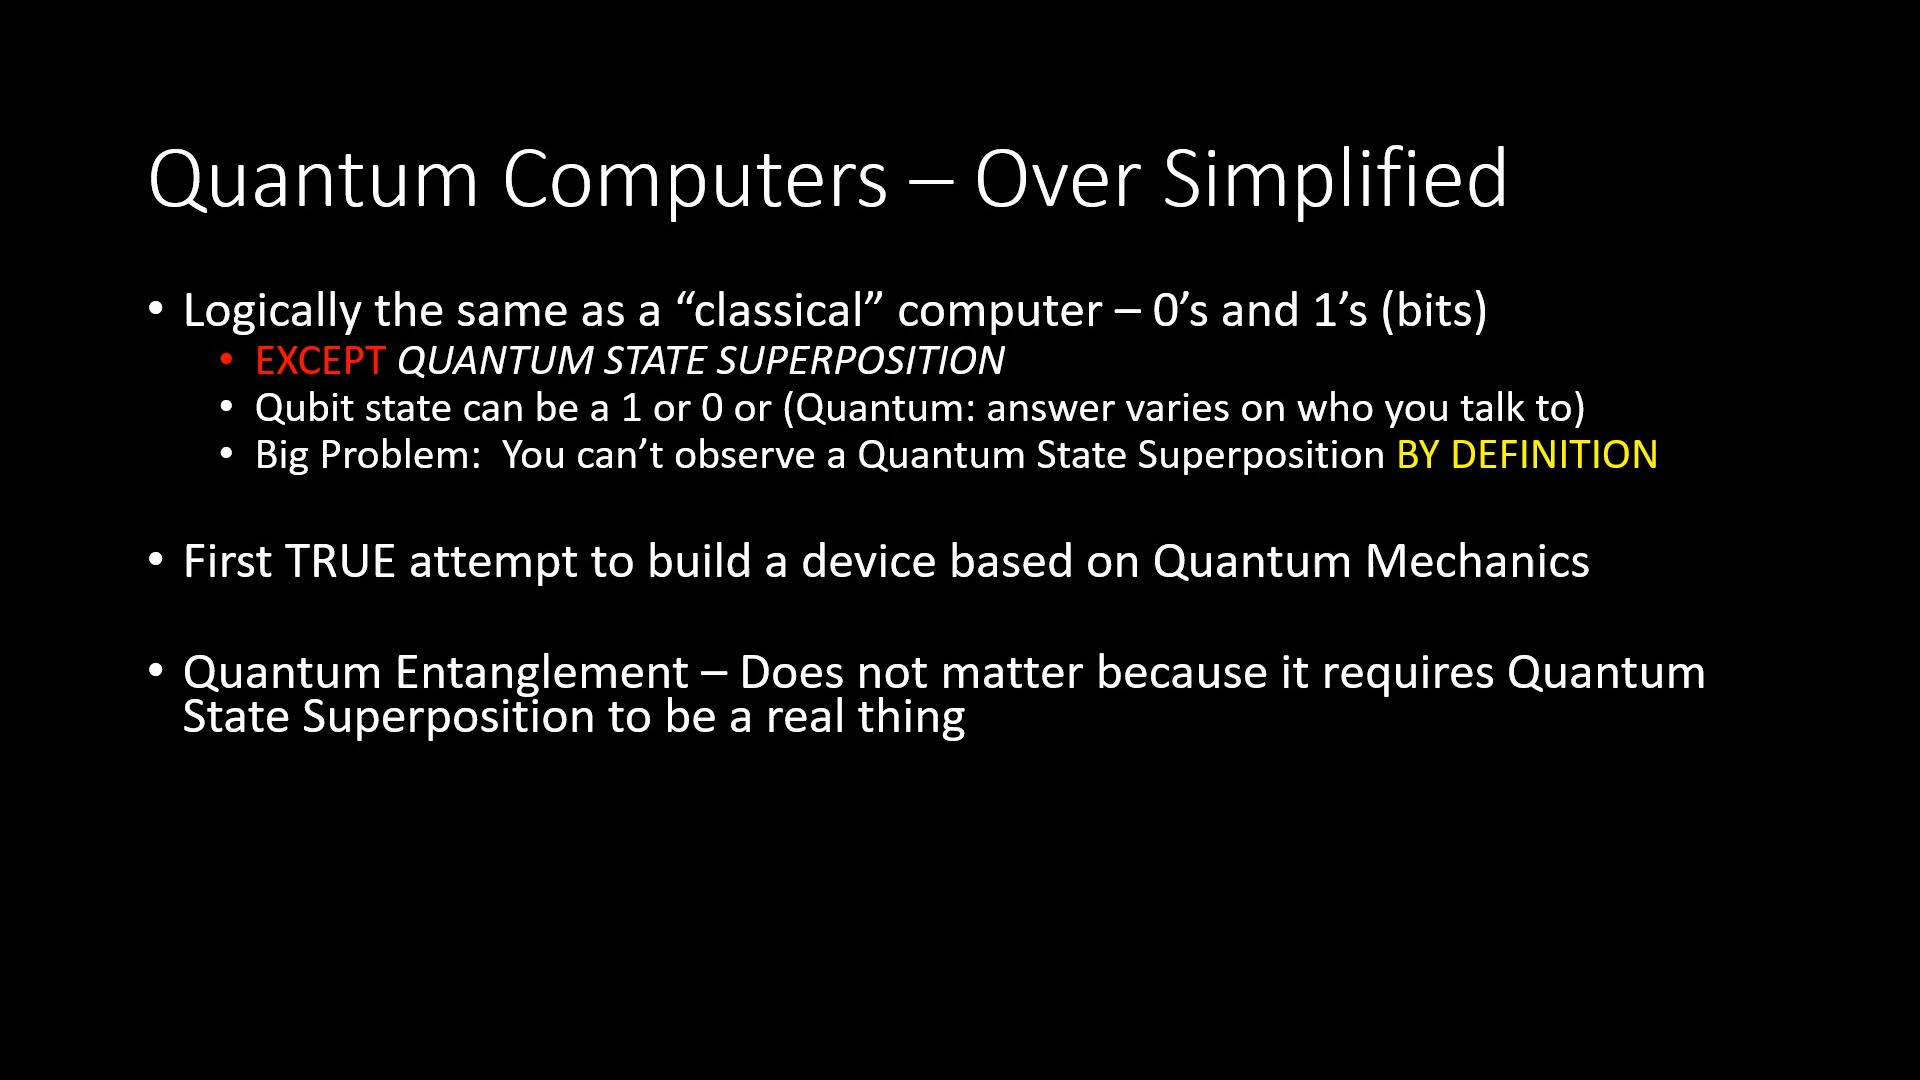 Quantum Computers – Over Simplified
• Logically the same as a “classical” computer – 0’s and 1’s (bits)
• EXCEPT QUANTUM STATE SUPERPOSITION
• Qubit state can be a 1 or 0 or (Quantum: answer varies on who you talk to)
• Big Problem:  You can’t observe a Quantum State Superposition BY DEFINITION
• First TRUE attempt to build a device based on Quantum Mechanics
• Quantum Entanglement – Does not matter because it requires Quantum
State Superposition to be a real thing